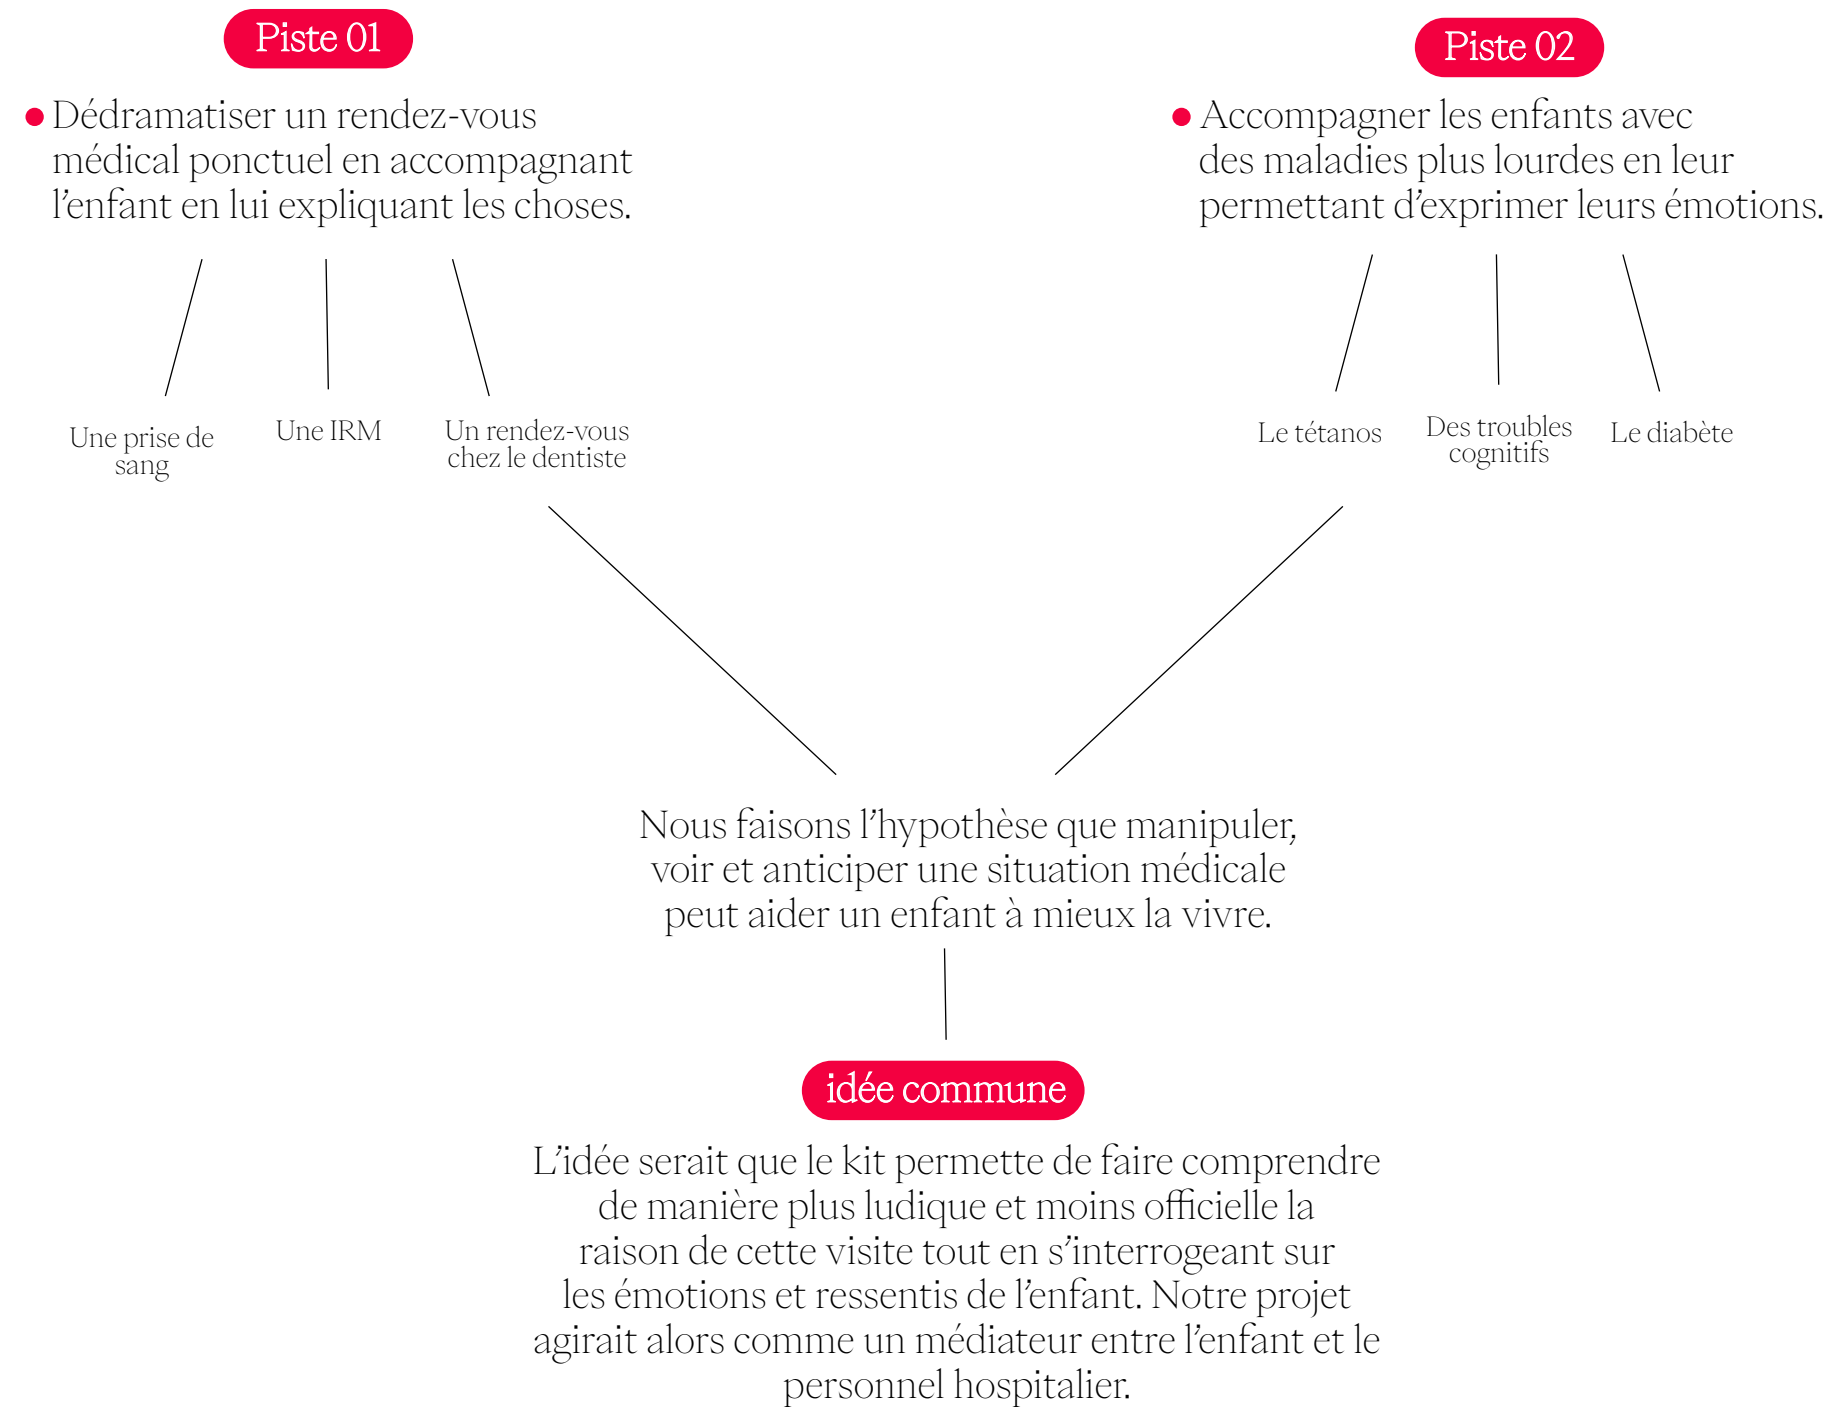 Piste 01
Dédramatiser un rendez-vous
médical ponctuel en accompagnant
l'enfant en lui expliquant les choses.
Une prise de
sang
Une IRM
Un rendez-vous
chez le dentiste
Piste 02
Accompagner les enfants avec
des maladies plus lourdes en leur
permettant d'exprimer leurs émotions.
Le tétanos
Des troubles
cognitifs
Le diabète
Nous faisons l'hypothèse que manipuler,
voir et anticiper une situation médicale
peut aider un enfant à mieux la vivre.
idée commune
L'idée serait que le kit permette de faire comprendre
de manière plus ludique et moins officielle la
raison de cette visite tout en s'interrogeant sur
les émotions et ressentis de l'enfant. Notre projet
agirait alors comme un médiateur entre l'enfant et le
personnel hospitalier.